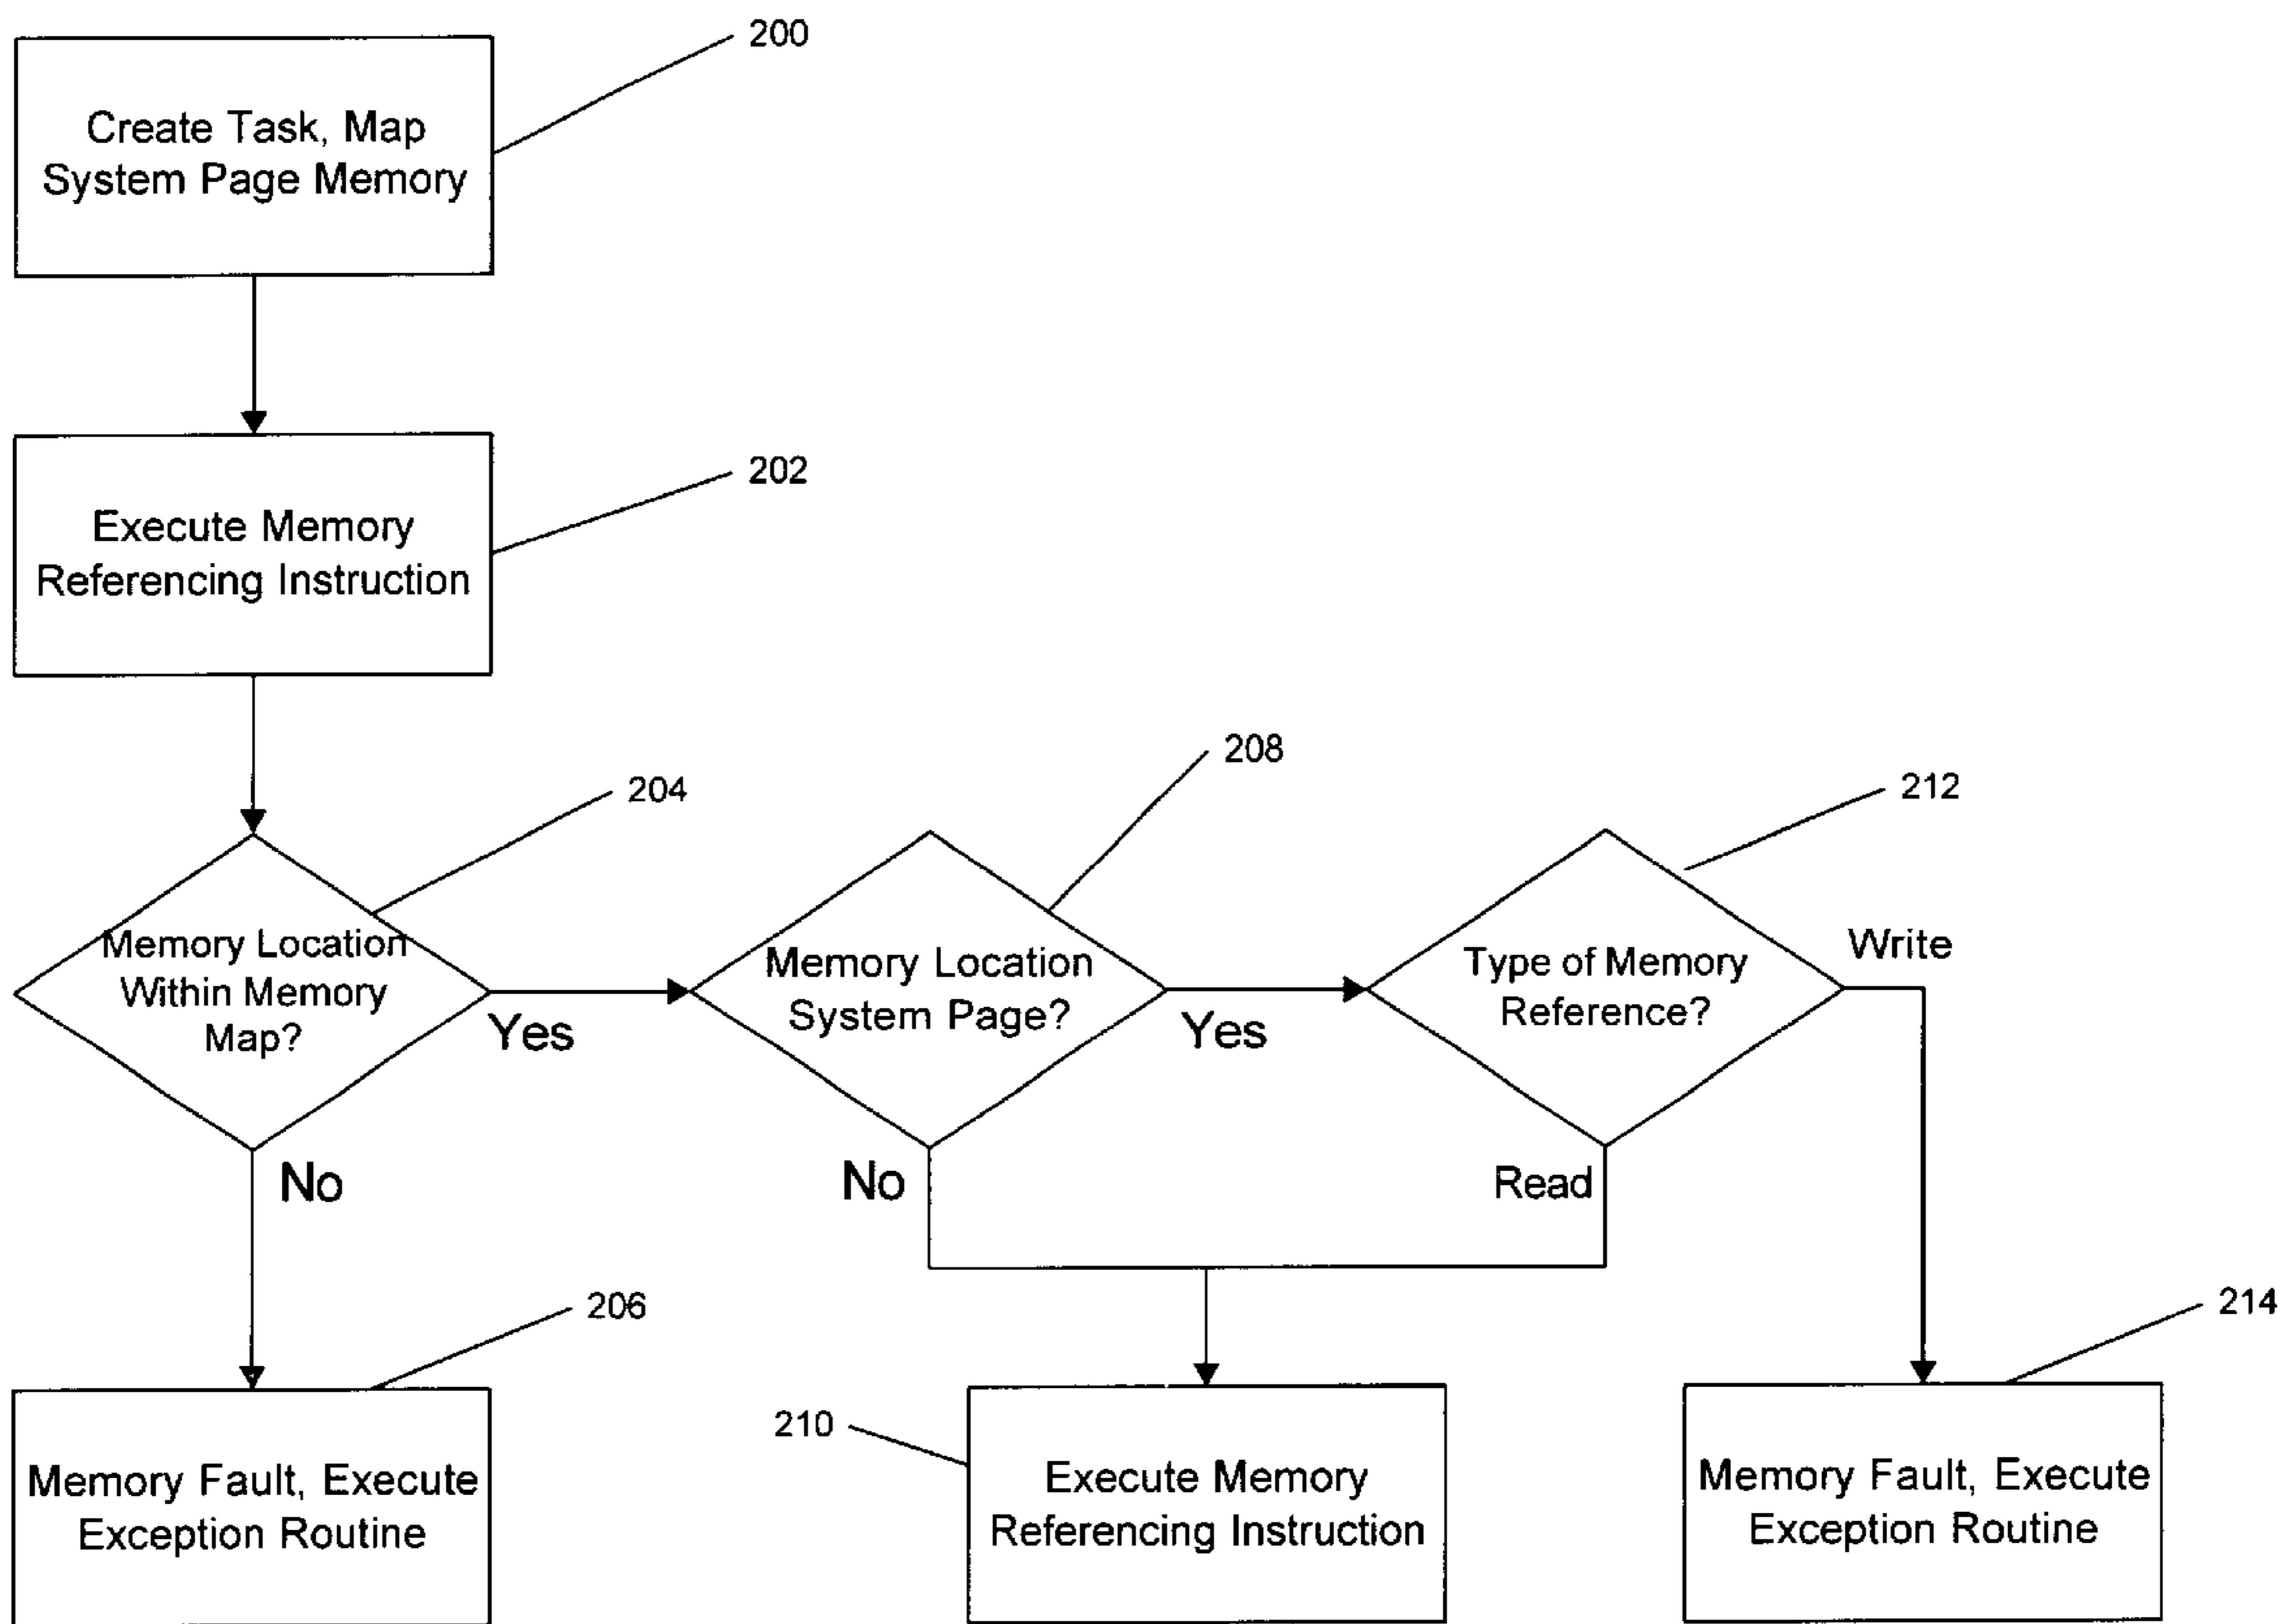 200
Create Task, Map
System Page Memory
202
Execute Memory
Referencing Instruction
204
208
212
Memory Location
Within Memory
Map?
Yes
No
Memory Location
System Page?
Yes
No
Type of Memory
Reference?
Write
Read
206
Memory Fault, Execute
Exception Routine
210
Execute Memory
Referencing Instruction
214
Memory Fault, Execute
Exception Routine